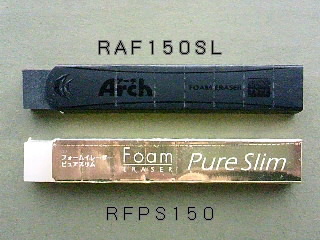 RAF150SL
Arch
FOAM ERASER
フォームイレーザー
ピュアスリム
Foam
ERASER
Pure Slim
RFPS150